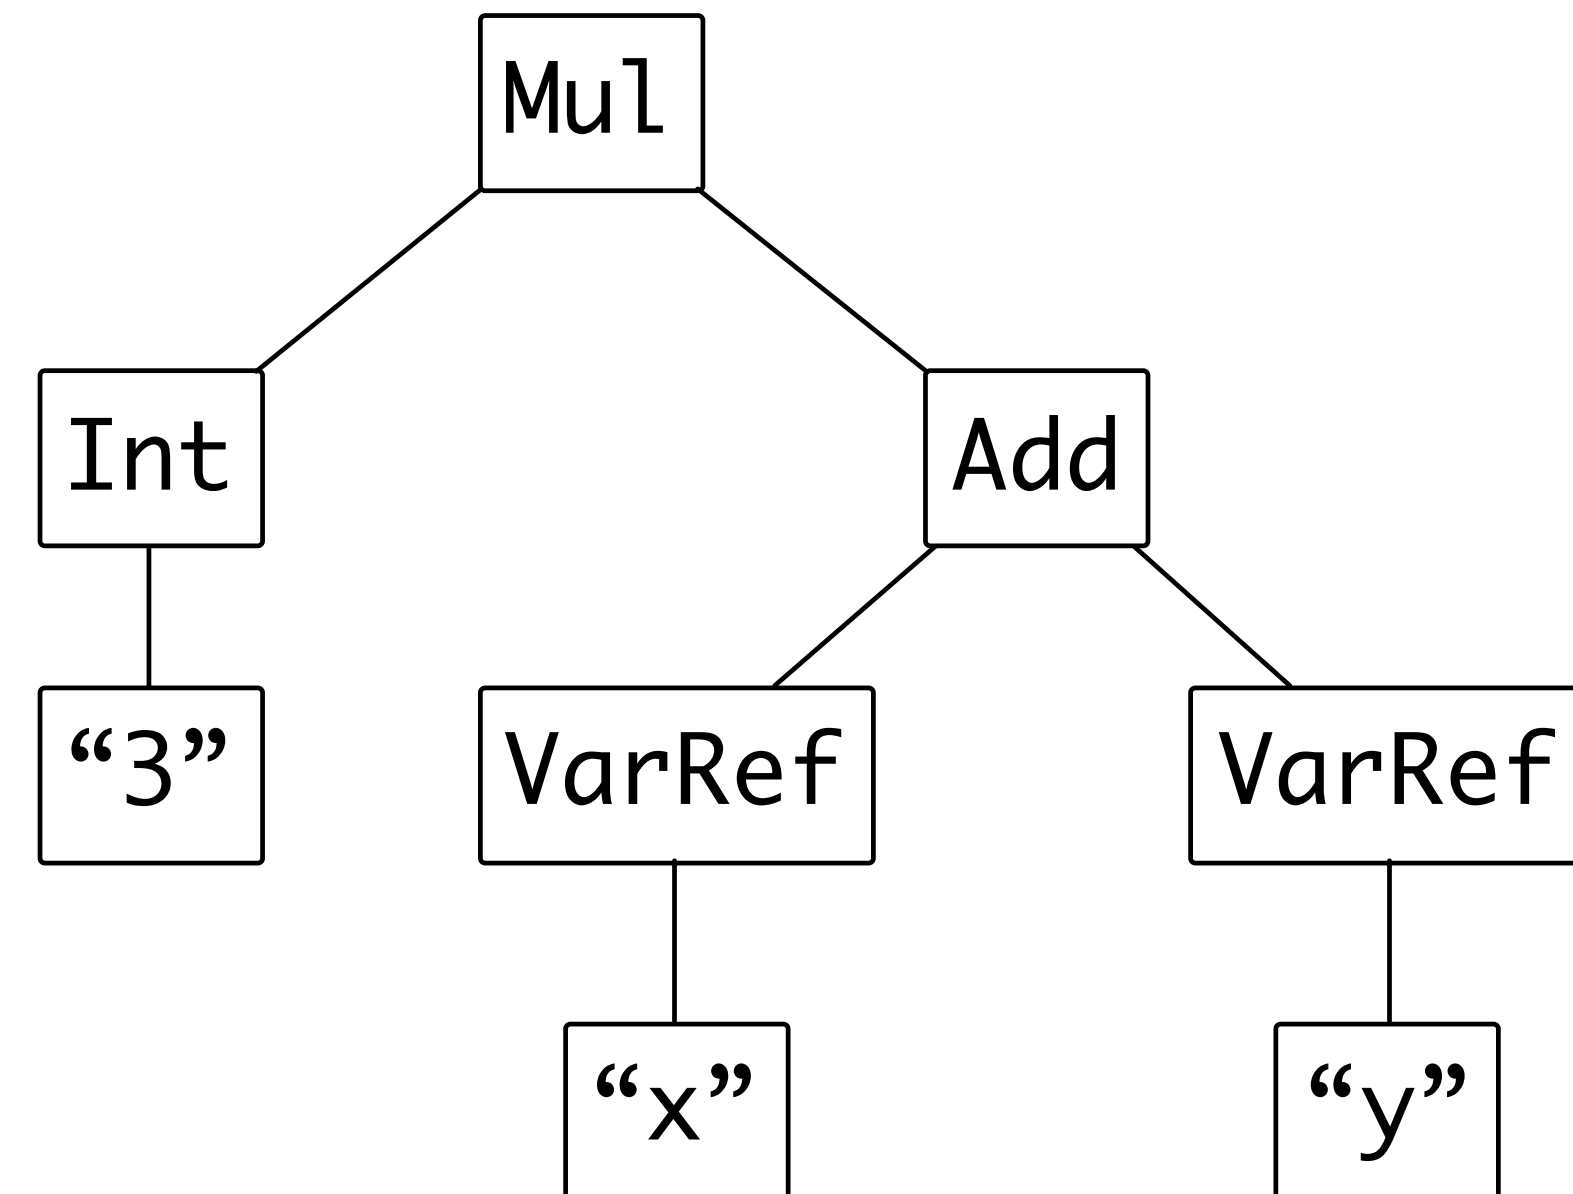 Mul
Int
Add
“3”
VarRef
VarRef
“x”
“y”